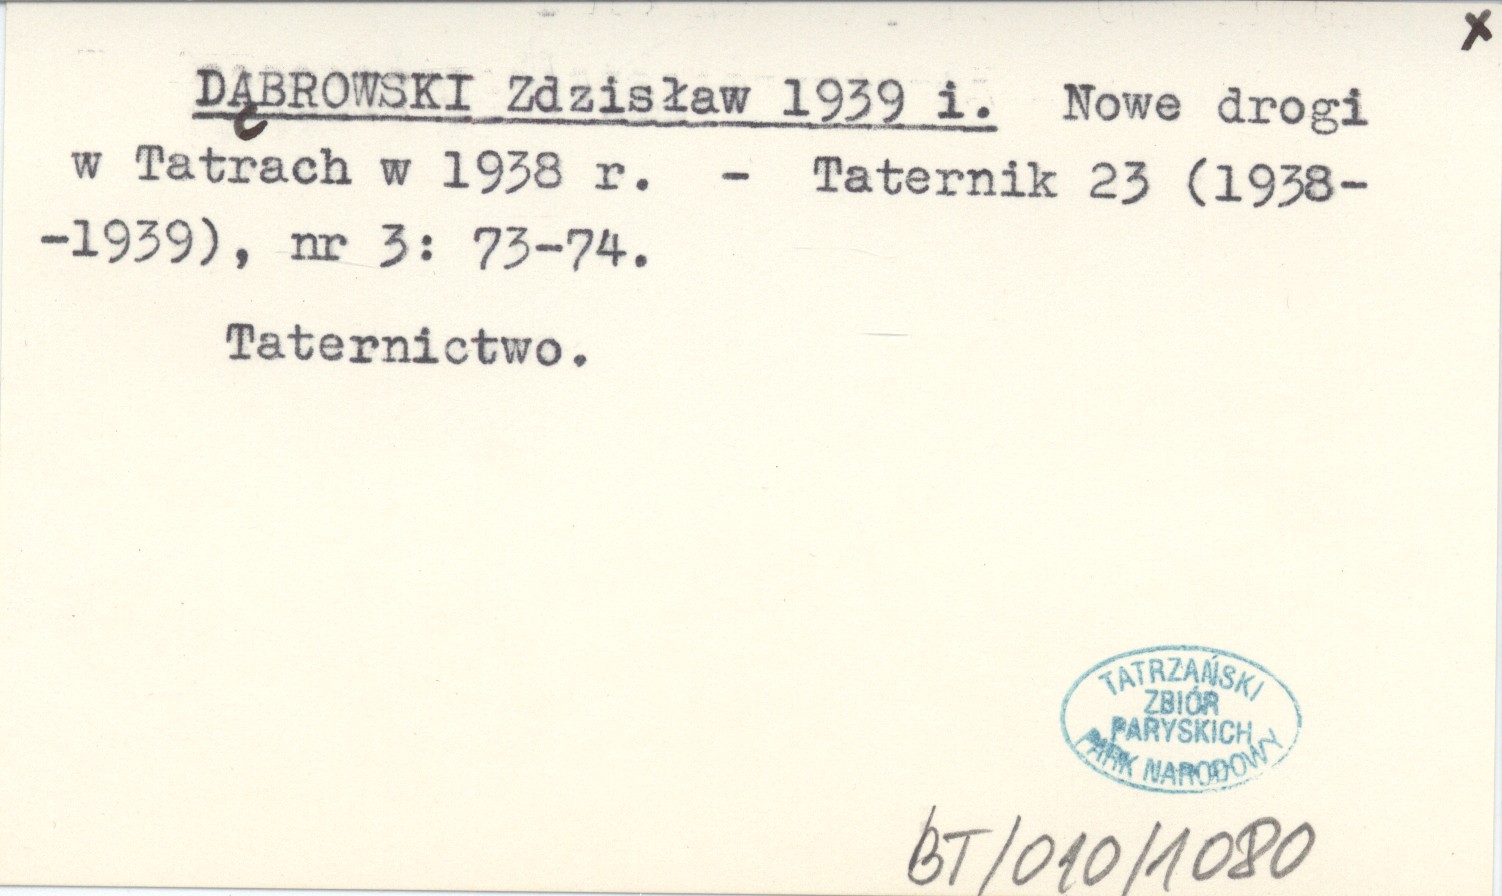 x
DĄBROWSKI Zdzisław 1939 i. Nowe drogi
w Tatrach w 1938 r. - Taternik 23 (1938-
-1939), nr 3: 73-74.
Taternictwo.
TATRZAŃSKI
ZBIÓR
PARYSKICH
PARK NARODOWY
BT/010/1080